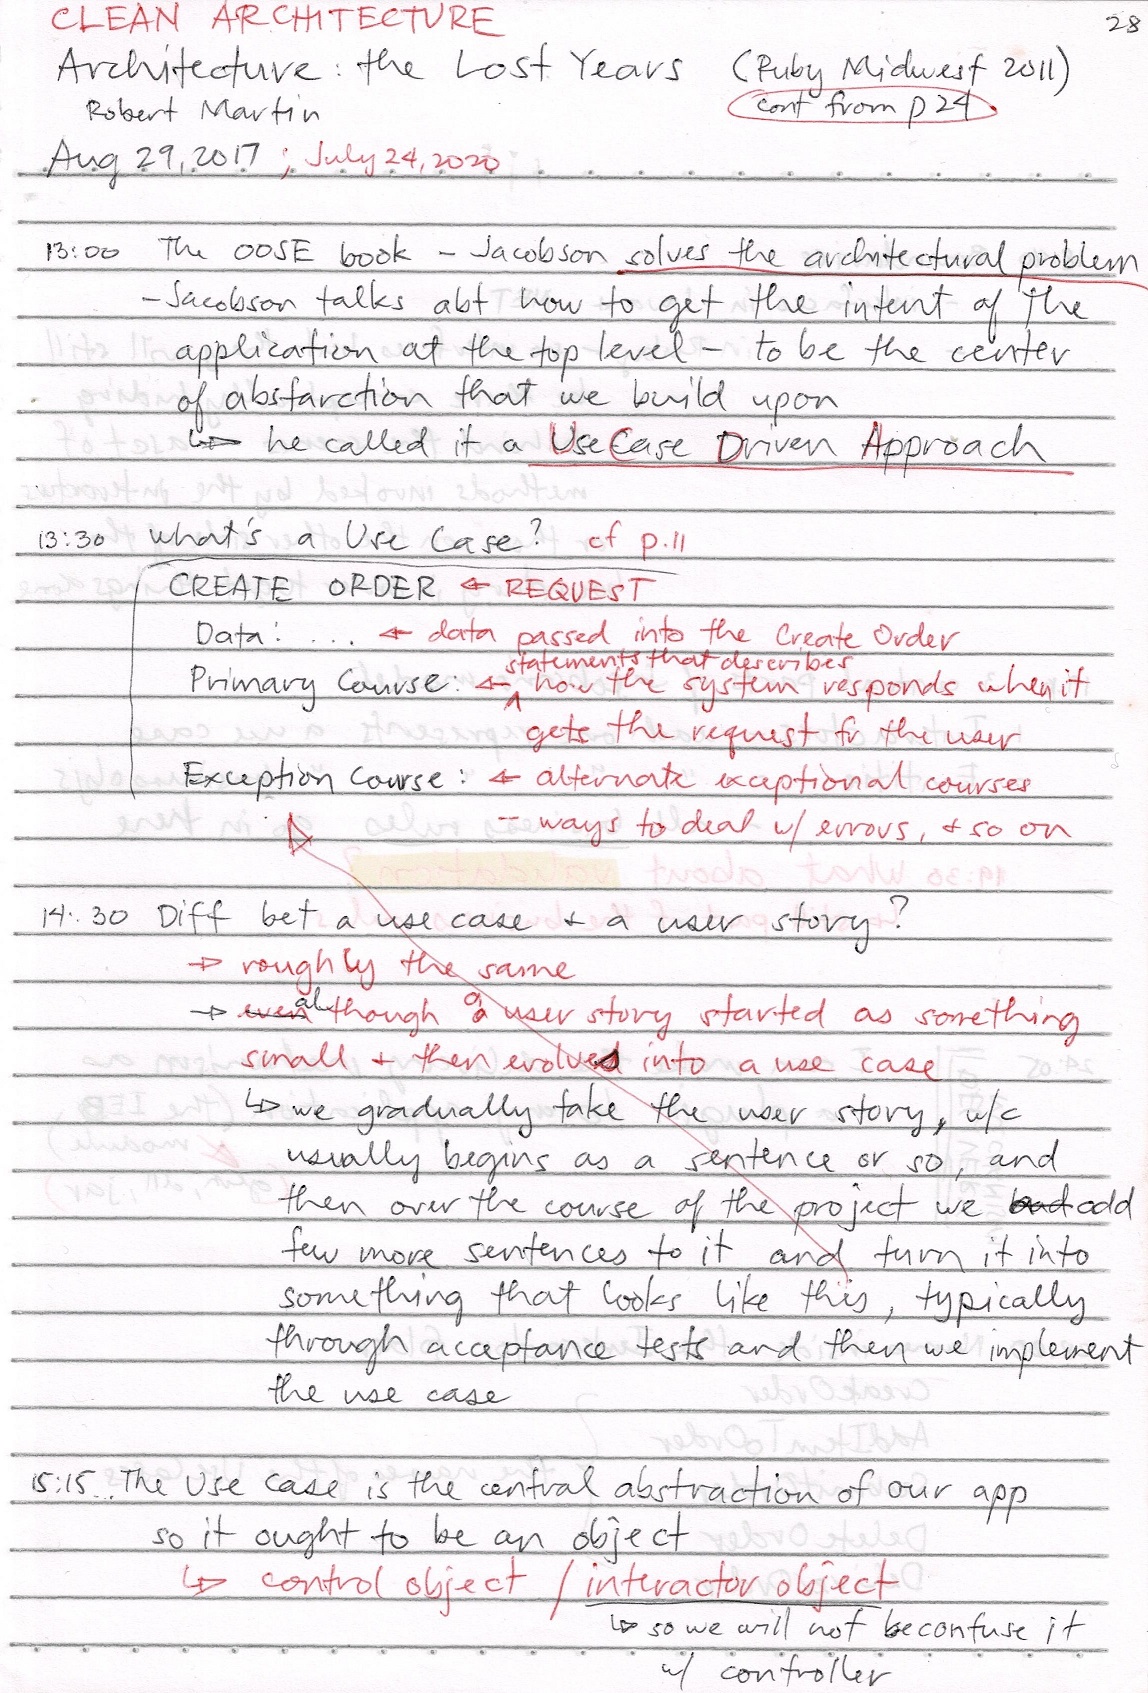 CLEAN ARCHITECTURE
28
Architecture: the Lost Years (Ruby Midwest 2011)
Robert Martin
cont from p24
Aug 29, 2017 ; July 24, 2020
13:00 The OOSE book - Jacobson solves the architectural problem
- Jacobson talks abt how to get the intent of the
application at the top level - to be the center
of abstarction that we build upon
↳ he called it a Use Case Driven Approach
13:30 what's a Use Case? cf p.11
CREATE ORDER ← REQUEST
Data: ... ← data passed into the Create Order
statements that describes
Primary Course: ← how the system responds when it
gets the request fr the user
Exception Course: ← alternate exceptional courses
-- ways to deal w/ errors, & so on
14:30 Diff bet a use case & a user story?
→ roughly the same
→ even although a user story started as something
small & then evolved into a use case
↳ we gradually take the user story, w/c
usually begins as a sentence or so, and
then over the course of the project we add
few more sentences to it and turn it into
something that looks like this, typically
through acceptance tests and then we implement
the use case
15:15 The Use Case is the central abstraction of our app
so it ought to be an object
↳ control object / interactor object
↳ so we will not beconfuse it
w/ controller